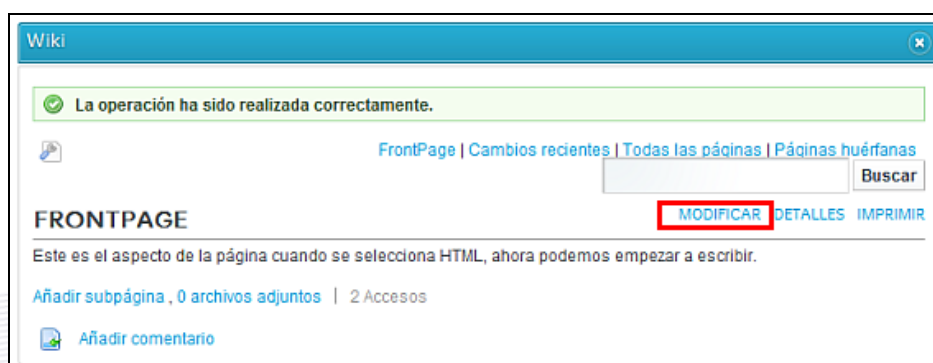 Wiki
La operación ha sido realizada correctamente.
FrontPage | Cambios recientes | Todas las páginas | Páginas huérfanas
Buscar
FRONTPAGE MODIFICAR DETALLES IMPRIMIR
Este es el aspecto de la página cuando se selecciona HTML, ahora podemos empezar a escribir.
Añadir subpágina , 0 archivos adjuntos | 2 Accesos
Añadir comentario